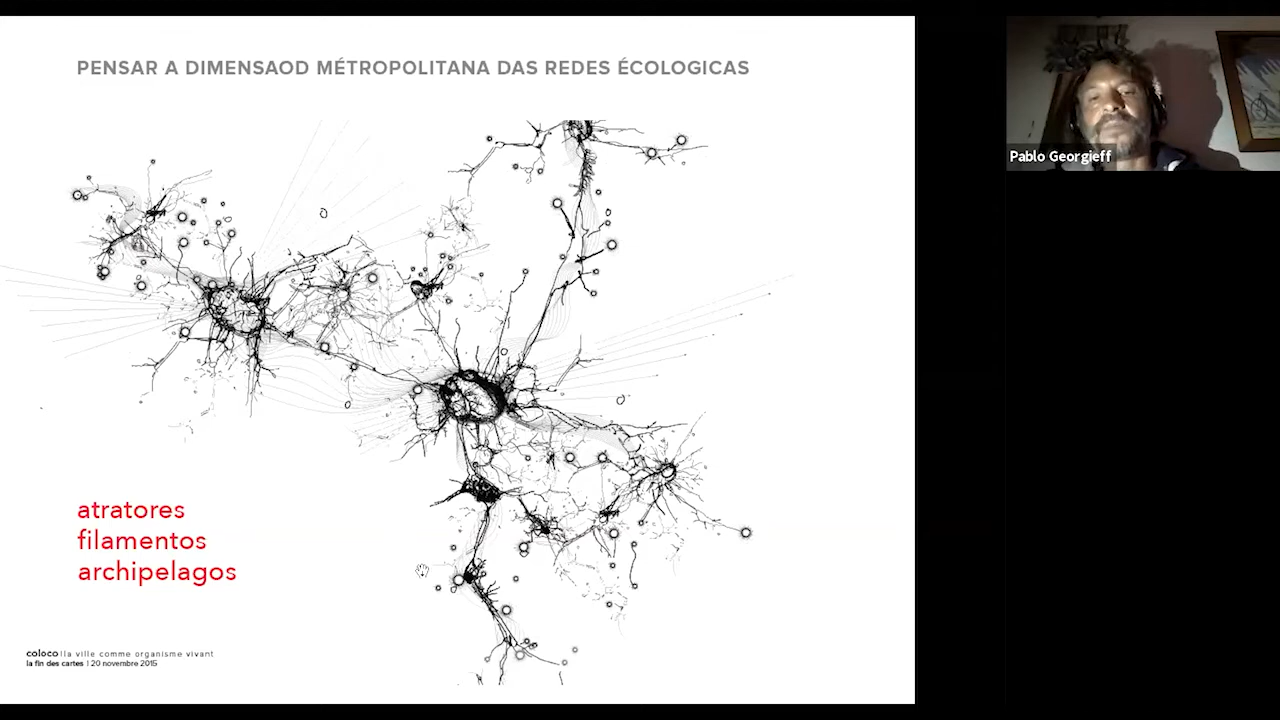 PENSAR A DIMENSAOD MÉTROPOLITANA DAS REDES ÉCOLOGICAS
Pablo Georgieff
atratores
filamentos
archipelagos
coloco | la ville comme organisme vivant
la fin des cartes | 20 novembre 2015